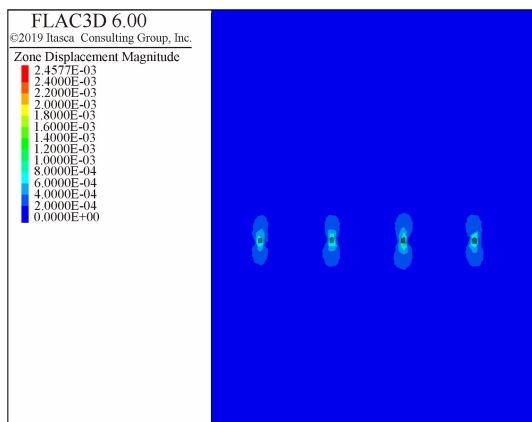 FLAC3D 6.00
©2019 Itasca Consulting Group, Inc.
Zone Displacement Magnitude
2.4577E-03
2.4000E-03
2.2000E-03
2.0000E-03
1.8000E-03
1.6000E-03
1.4000E-03
1.2000E-03
1.0000E-03
8.0000E-04
6.0000E-04
4.0000E-04
2.0000E-04
0.0000E+00